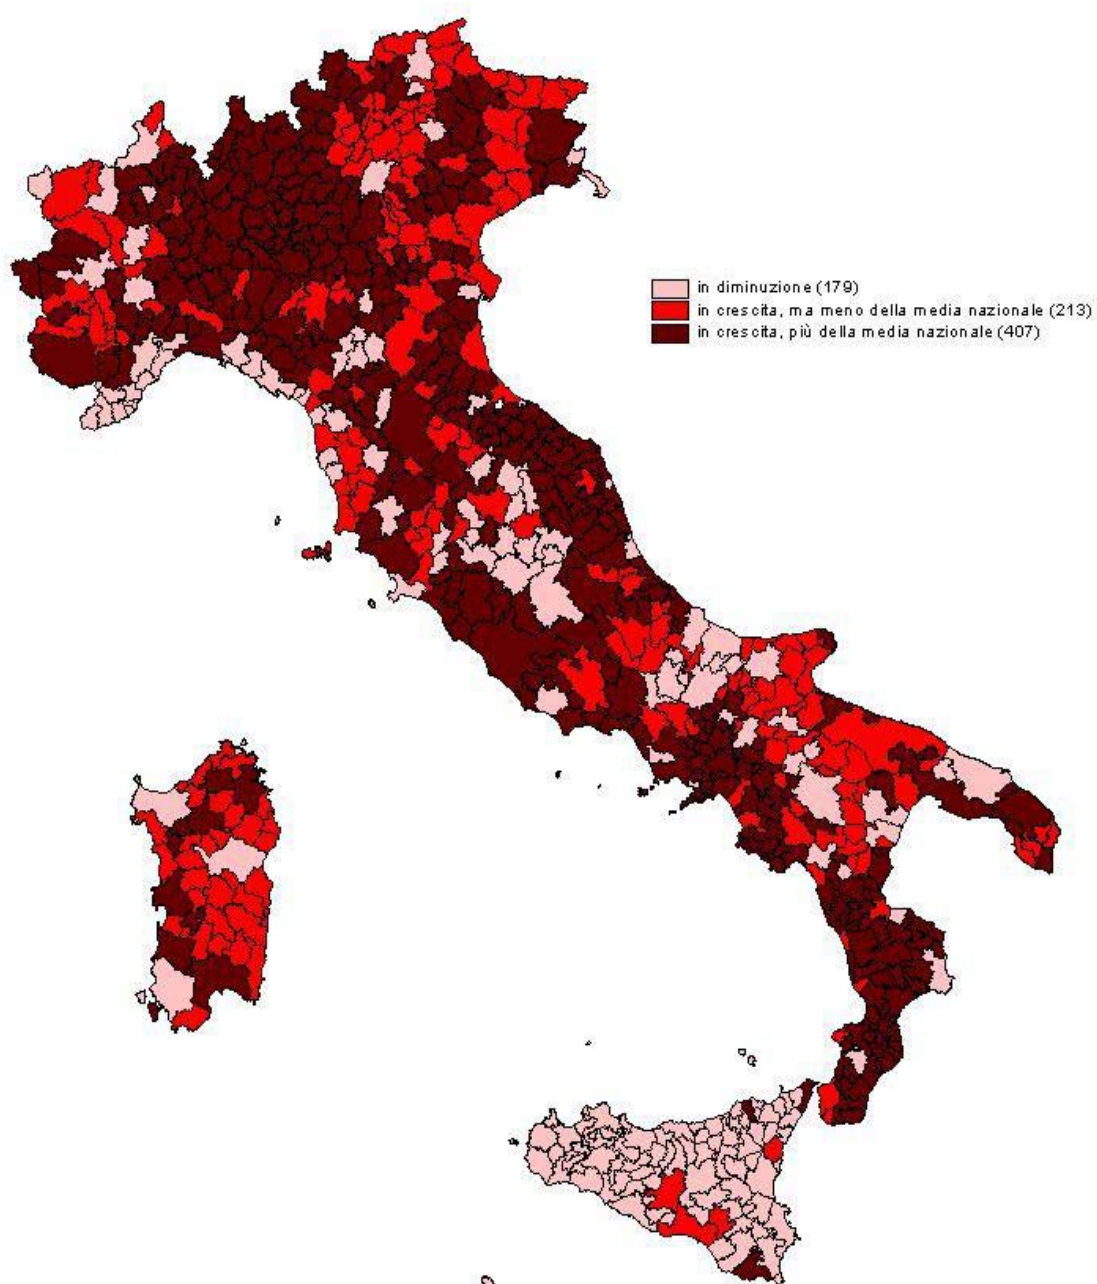 in diminuzione (179)
in crescita, ma meno della media nazionale (213)
in crescita, più della media nazionale (407)